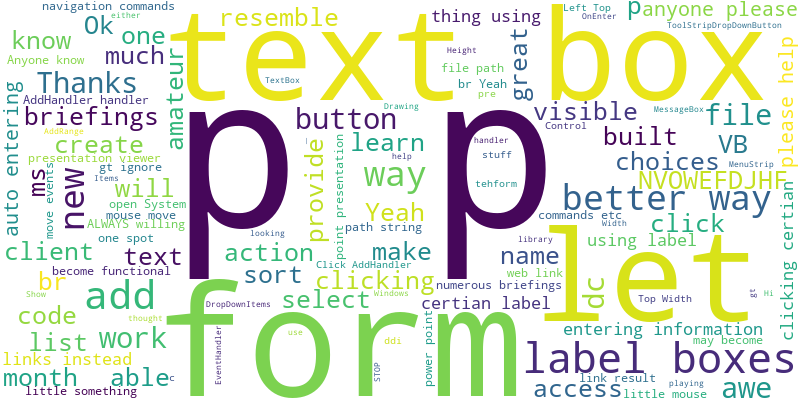 navigation commands
either
Ok
one
resemble
thing using
Left Top
OnEnter
p
anyone please
ToolStripDropDownButton
know
Anyone know
much
Thanks
amateur
text box
TextBox
Height
file path
br Yeah
pre
great
AddHandler handler
briefings
AddRange
create
presentation viewer
gt ignore
Items
auto entering
ms
new
move events
will
open System
mouse move
ALWAYS willing
one spot
p p
button
Drawing
learn
help
handler
stuff
tehform
provide
point presentation
way
Yeah
looking
path string
make
visible
Control
MessageBox
file
built
VB
MenuStrip
choices
NVOWEFDJHF
better way
commands etc
Width
click
using label
please help
client
text
become functional
br
Show
add
thought
code
list
work
links instead
month
able
c
little something
action
sort
Click AddHandler
clicking
select
certian label
DropDownItems
Windows
EventHandler
form
use
ddi
STOP
power point
name
library
web link
numerous briefings
let
dc
Top Width
gt
gt
Hi
clicking certian
entering information
may become
label boxes
link result
playing
access
little mouse
awe